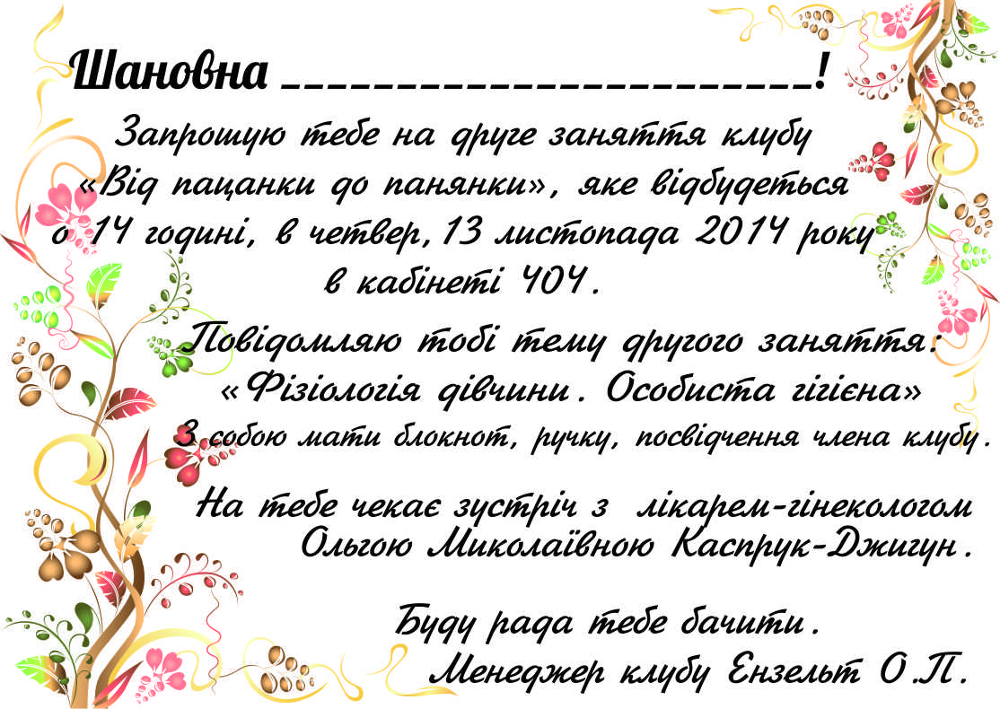 Шановна _______________________!
Запрошую тебе на друге заняття клубу
«Від пацанки до панянки», яке відбудеться
о 14 годині, в четвер, 13 листопада 2014 року
в кабінеті 404.
Повідомляю тобі тему другого заняття:
«Фізіологія дівчини. Особиста гігієна»
З собою мати блокнот, ручку, посвідчення члена клубу.
На тебе чекає зустріч з лікарем-гінекологом
Ольгою Миколаївною Каспрук-Джигун.
Буду рада тебе бачити.
Менеджер клубу Ензельт О.П.